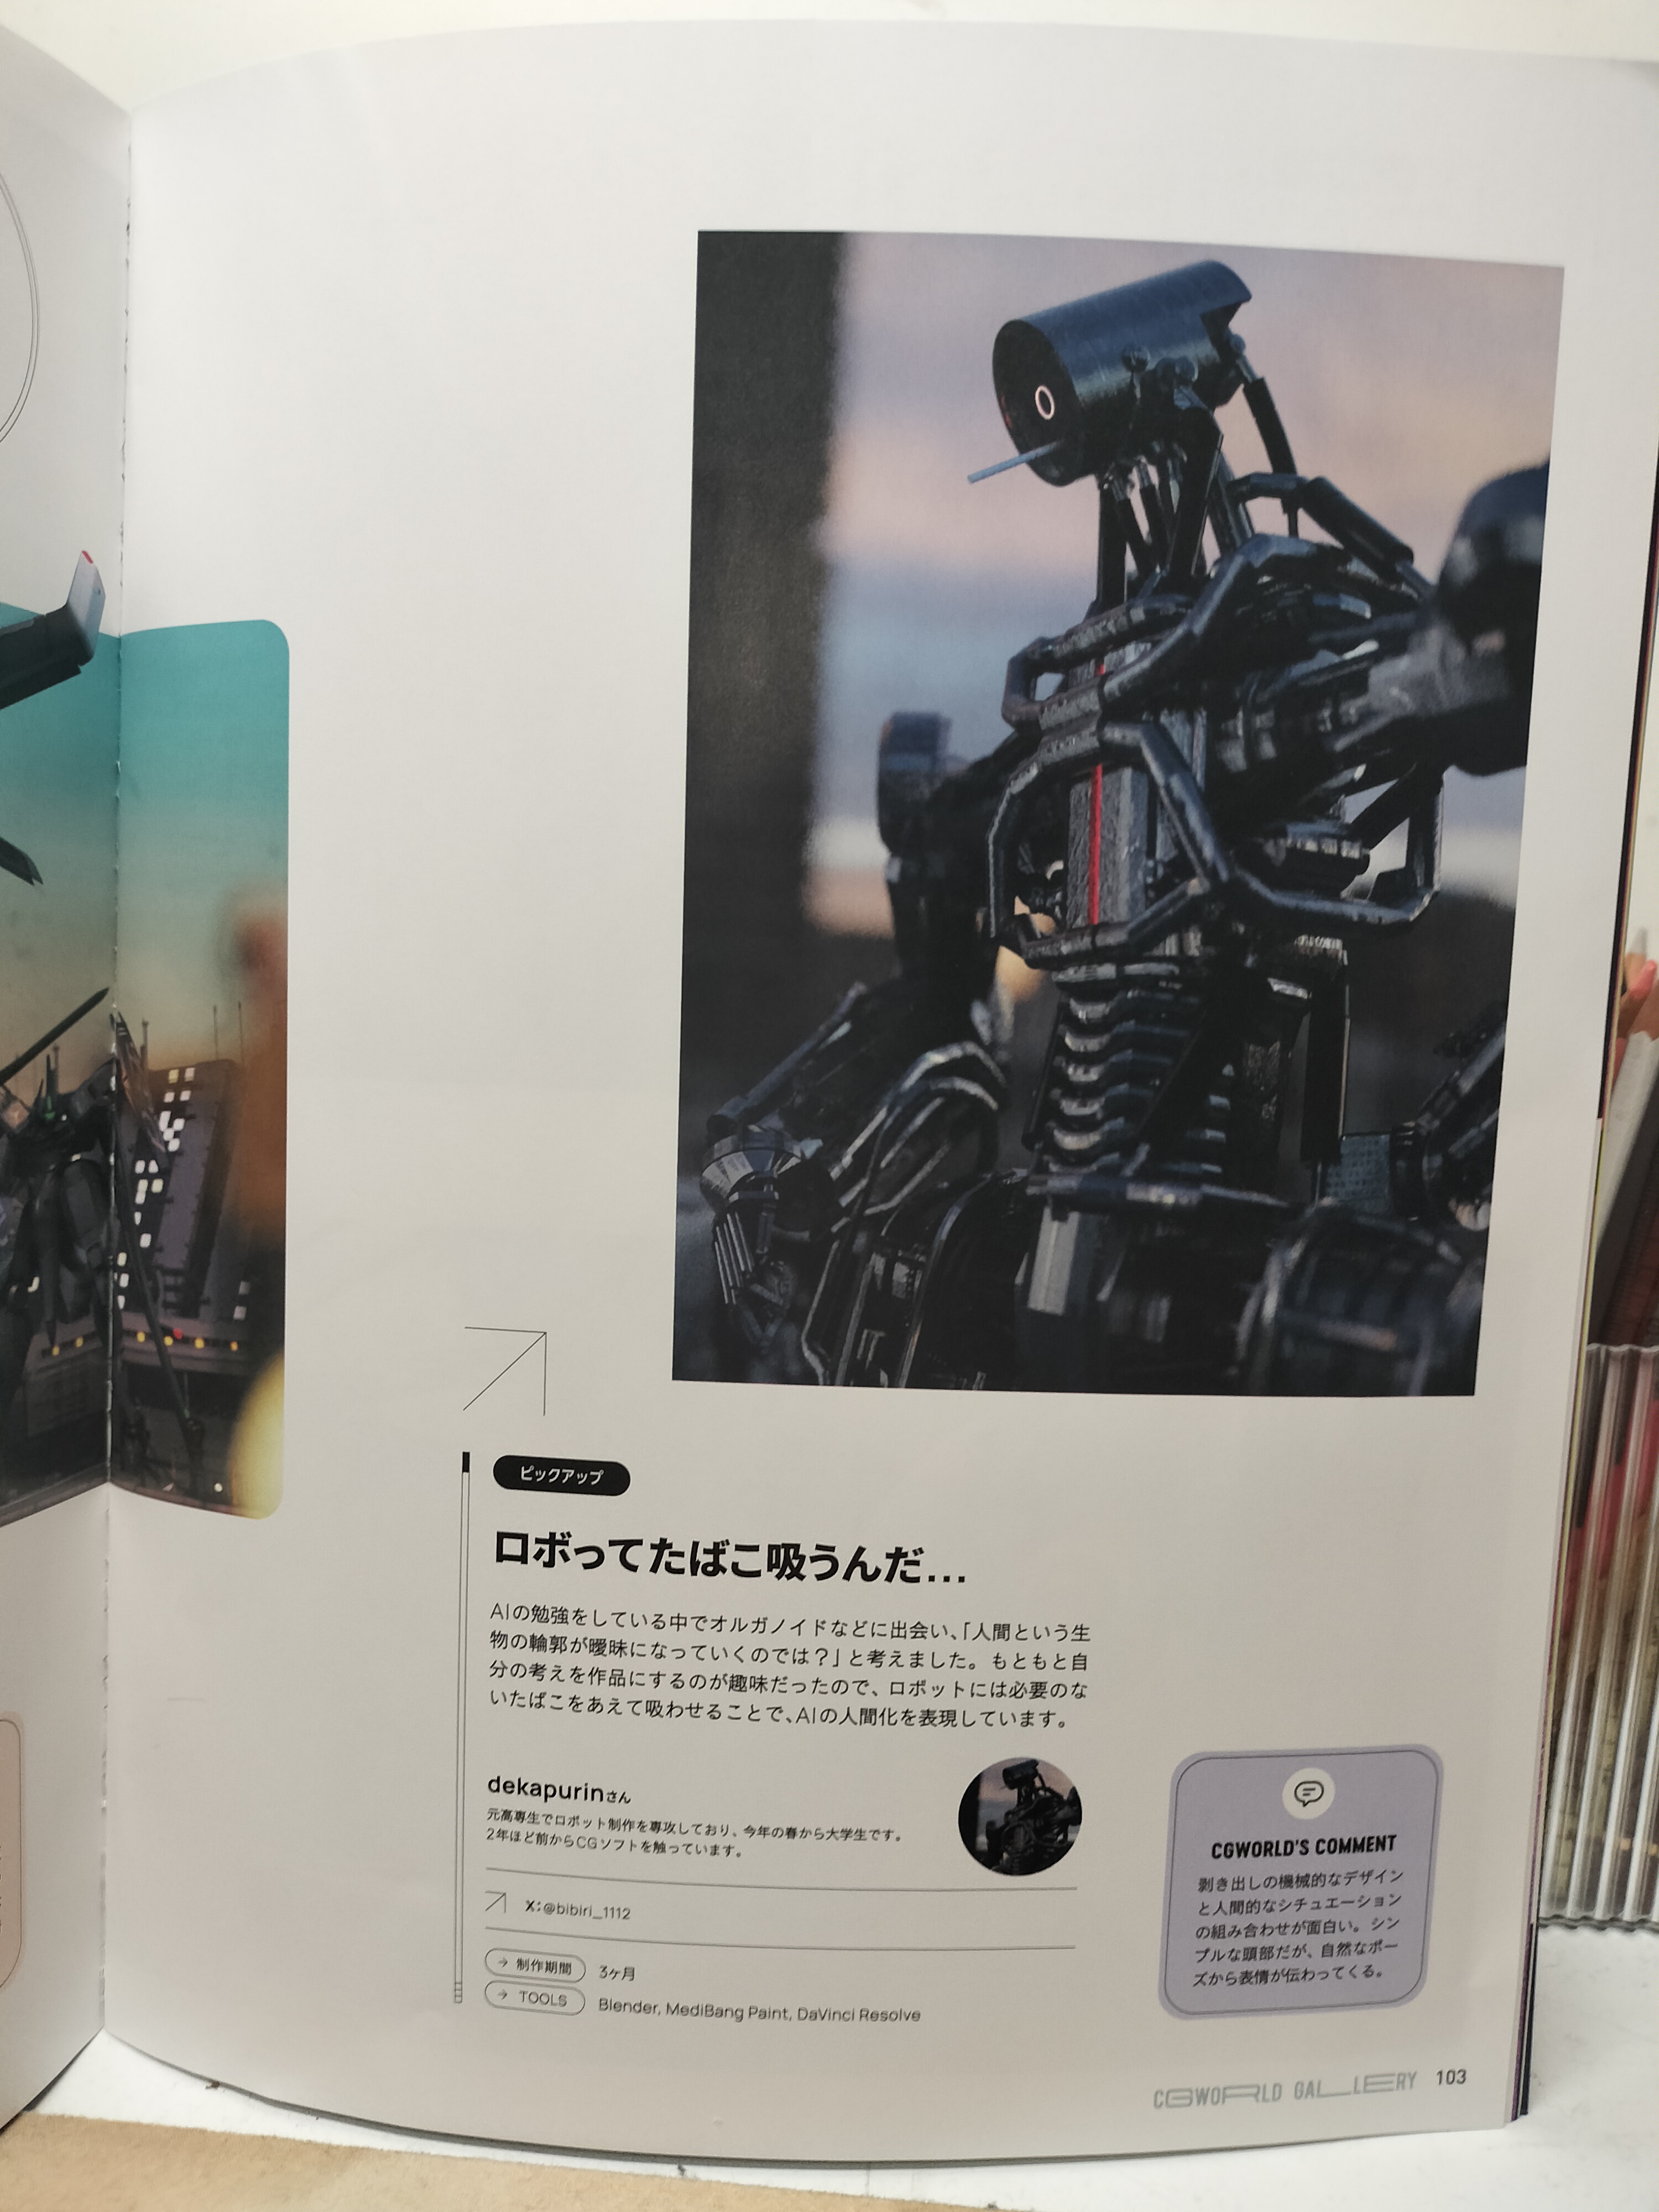 ピックアップ
ロボってたばこ吸うんだ…
AIの勉強をしている中でオルガノイドなどに出会い、「人間という生
物の輪郭が曖昧になっていくのでは？」と考えました。もともと自
分の考えを作品にするのが趣味だったので、ロボットには必要のな
いたばこをあえて吸わせることで、AIの人間化を表現しています。
dekapurinさん
元高専生でロボット制作を専攻しており、今年の春から大学生です。
2年ほど前からCGソフトを触っています。
X:@bibiri_1112
→ 制作期間 3ヶ月
→ TOOLS Blender, MediBang Paint, DaVinci Resolve
CGWORLD'S COMMENT
剥き出しの機械的なデザイン
と人間的なシチュエーション
の組み合わせが面白い。シン
プルな頭部だが、自然なポー
ズから表情が伝わってくる。
CGWORLD GALLERY 103